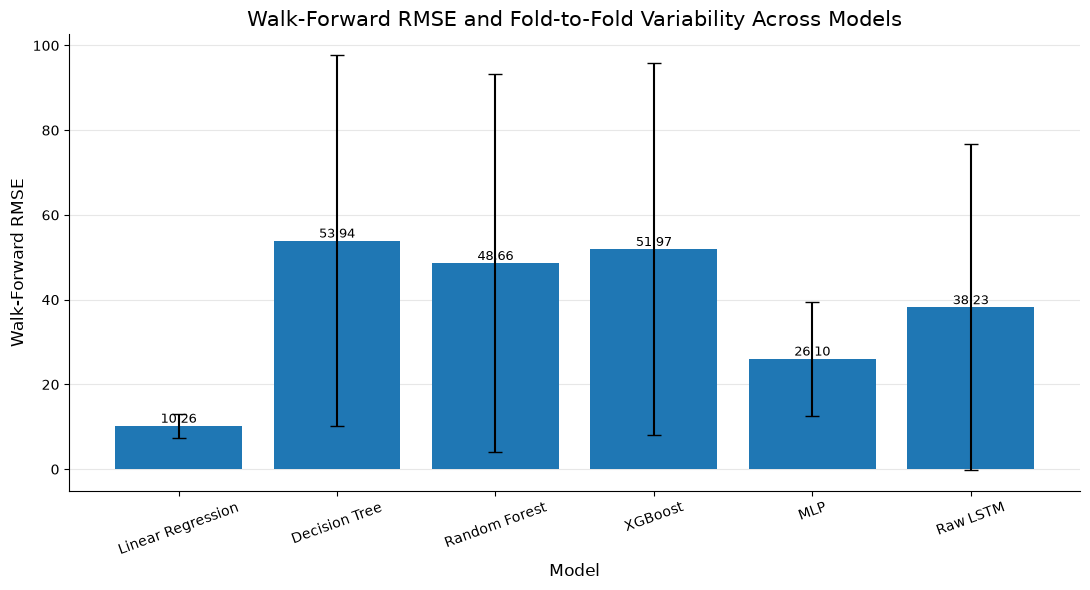 Walk-Forward RMSE and Fold-to-Fold Variability Across Models
Walk-Forward RMSE
100
80
60
40
20
0
10.26
53.94
48.66
51.97
26.10
38.23
Linear Regression
Decision Tree
Random Forest
XGBoost
MLP
Raw LSTM
Model